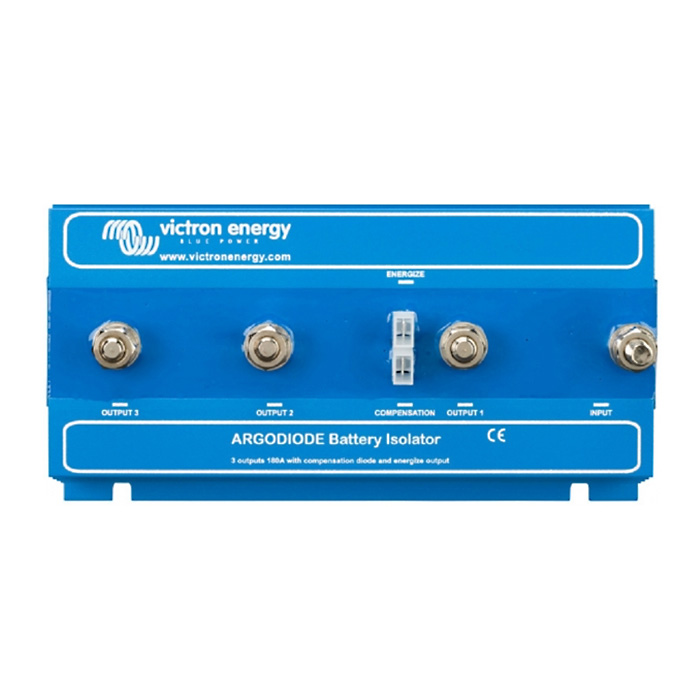 victron energy
BLUE POWER
www.victronenergy.com
ENERGIZE
OUTPUT 3
OUTPUT 2
COMPENSATION
OUTPUT 1
INPUT
ARGODIODE Battery Isolator CE
3 outputs 180A with compensation diode and energize output